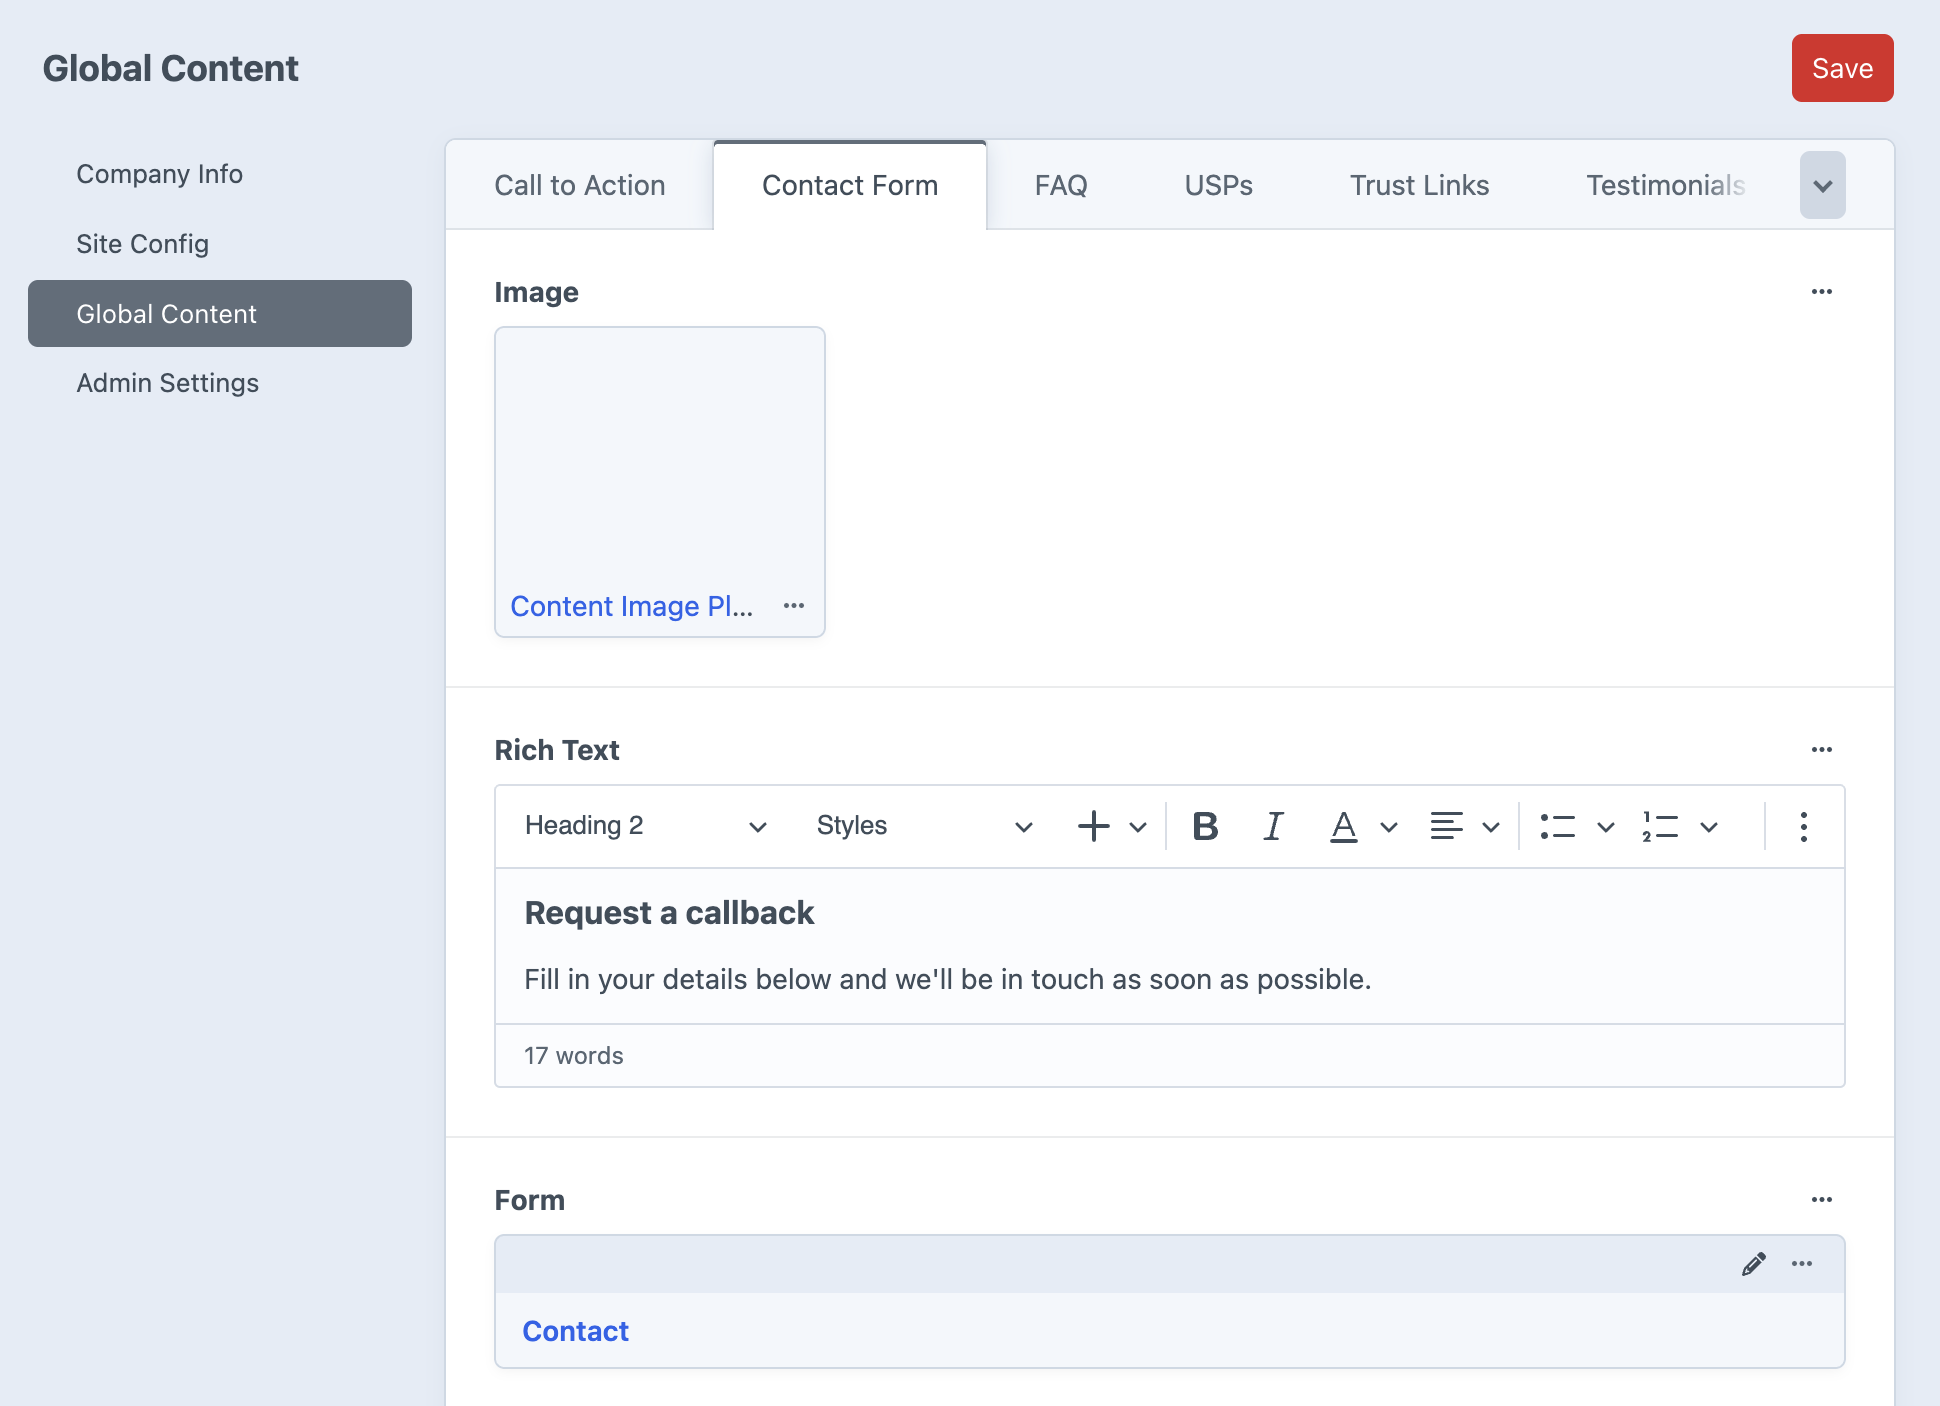 Global Content
Save
Company Info
Site Config
Global Content
Admin Settings
Call to Action
Contact Form
FAQ
USPs
Trust Links
Testimonials
Image
Content Image Pl...
Rich Text
Heading 2
Styles
Request a callback
Fill in your details below and we'll be in touch as soon as possible.
17 words
Form
Contact